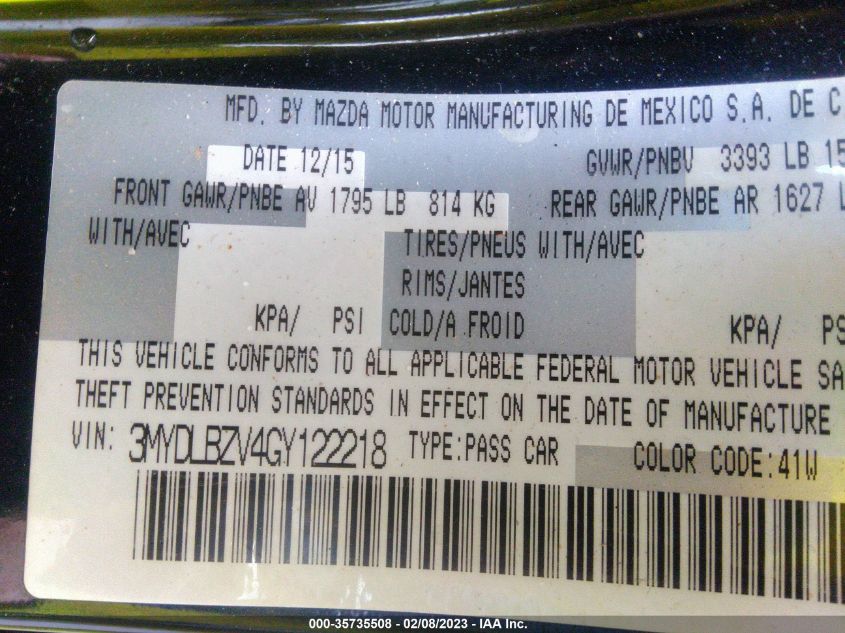 MFD. BY MAZDA MOTOR MANUFACTURING DE MEXICO S.A. DE C
DATE 12/15 GVWR/PNBV 3393 LB 15
FRONT GAWR/PNBE AV 1795 LB 814 KG REAR GAWR/PNBE AR 1627 L
WITH/AVEC TIRES/PNEUS WITH/AVEC
RIMS/JANTES
KPA/ PSI COLD/A FROID KPA/ PS
THIS VEHICLE CONFORMS TO ALL APPLICABLE FEDERAL MOTOR VEHICLE SA
THEFT PREVENTION STANDARDS IN EFFECT ON THE DATE OF MANUFACTURE
VIN: 3MYDLBZV4GY122218 TYPE:PASS CAR COLOR CODE:41W
000-35735508 - 02/08/2023 - IAA Inc.